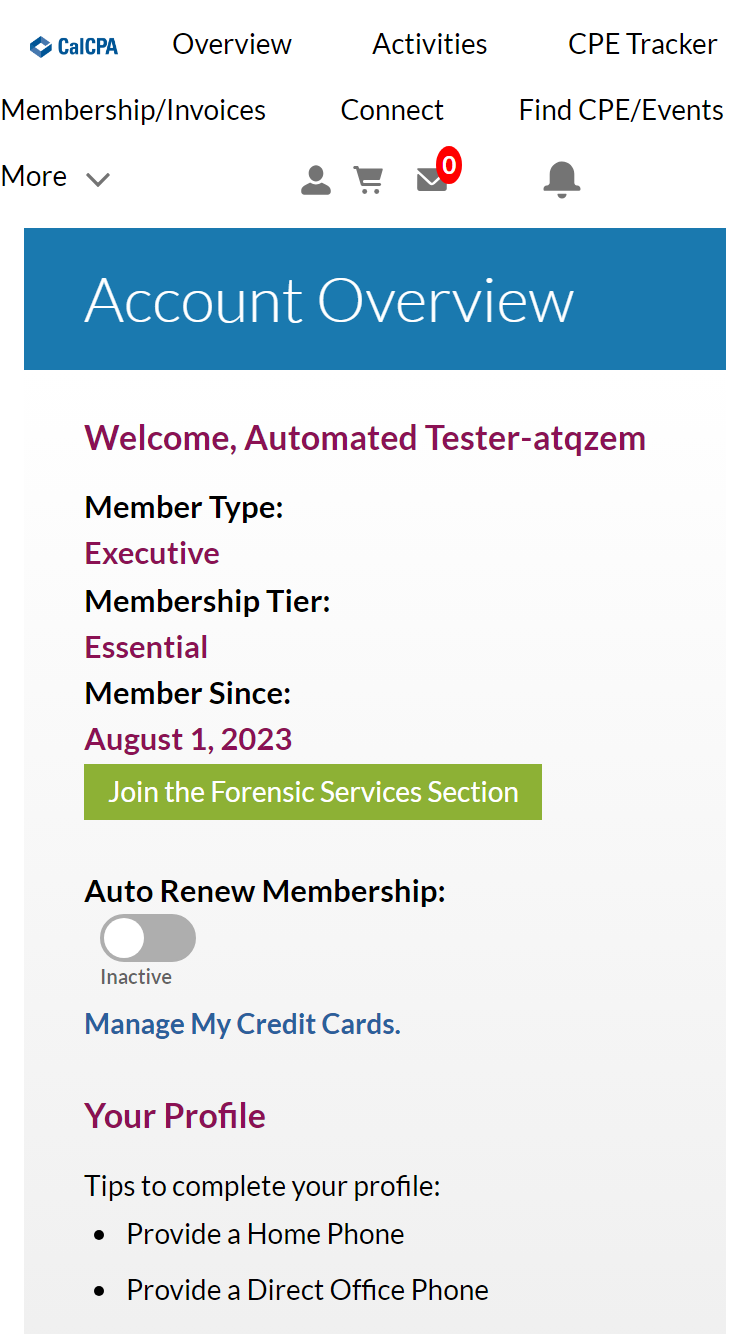 CalCPA Overview Activities CPE Tracker
Membership/Invoices Connect Find CPE/Events
More 0
Account Overview
Welcome, Automated Tester-atqzem
Member Type:
Executive
Membership Tier:
Essential
Member Since:
August 1, 2023
Join the Forensic Services Section
Auto Renew Membership:
Inactive
Manage My Credit Cards.
Your Profile
Tips to complete your profile:
• Provide a Home Phone
• Provide a Direct Office Phone